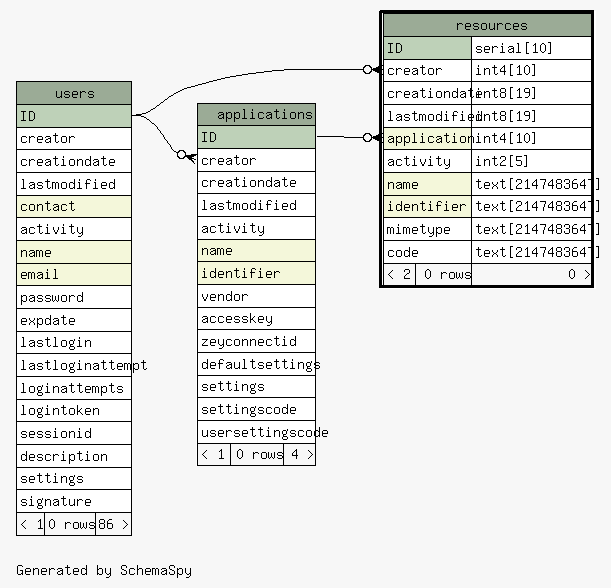 users
ID
creator
creationdate
lastmodified
contact
activity
name
email
password
expdate
lastlogin
lastloginattempt
loginattempts
logintoken
sessionid
description
settings
signature
< 1 0 rows 86 >
applications
ID
creator
creationdate
lastmodified
activity
name
identifier
vendor
accesskey
zeyconnectid
defaultsettings
settings
settingscode
usersettingscode
< 1 0 rows 4 >
resources
ID serial[10]
creator int4[10]
creationdate int8[19]
lastmodified int8[19]
application int4[10]
activity int2[5]
name text[2147483647]
identifier text[2147483647]
mimetype text[2147483647]
code text[2147483647]
< 2 0 rows 0 >
Generated by SchemaSpy